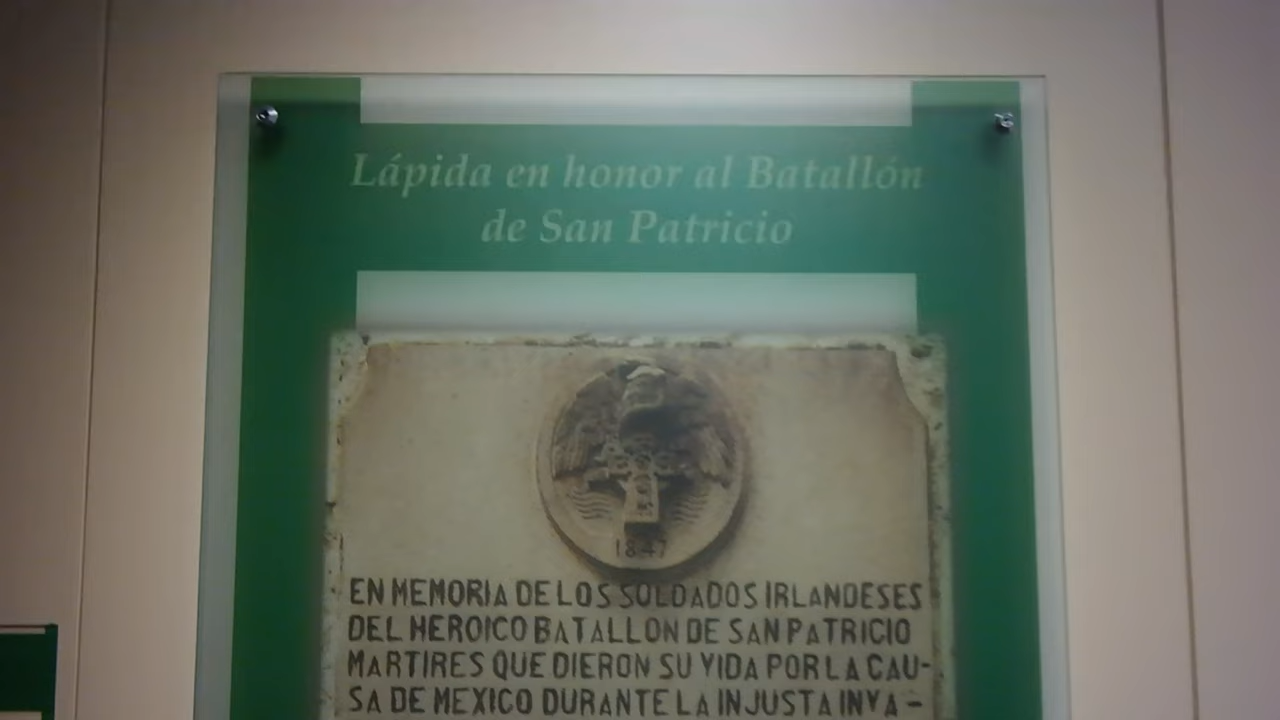 Lápida en honor al Batallón
de San Patricio
1847
EN MEMORIA DE LOS SOLDADOS IRLANDESES
DEL HEROICO BATALLON DE SAN PATRICIO
MARTIRES QUE DIERON SU VIDA POR LA CAU-
SA DE MEXICO DURANTE LA INJUSTA INVA-